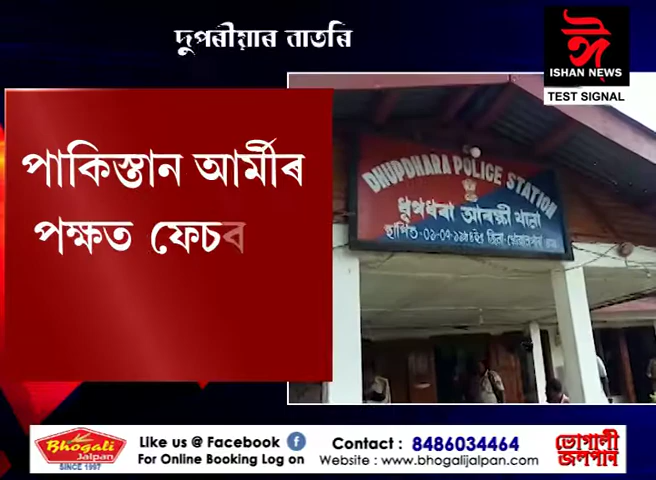 দুপৰীয়াৰ বাতৰি
ঈ
ISHAN NEWS
TEST SIGNAL
পাকিস্তান আৰ্মীৰ
পক্ষত ফেচব
DHUPDHARA POLICE STATION
ধূপধৰা আৰক্ষী থানা
স্থাপিত
Bhogali
Jalpan
SINCE 1997
Like us @ Facebook f
For Online Booking Log on
Contact : 8486034464
Website : www.bhogalijalpan.com
ভোগালী
জলপান